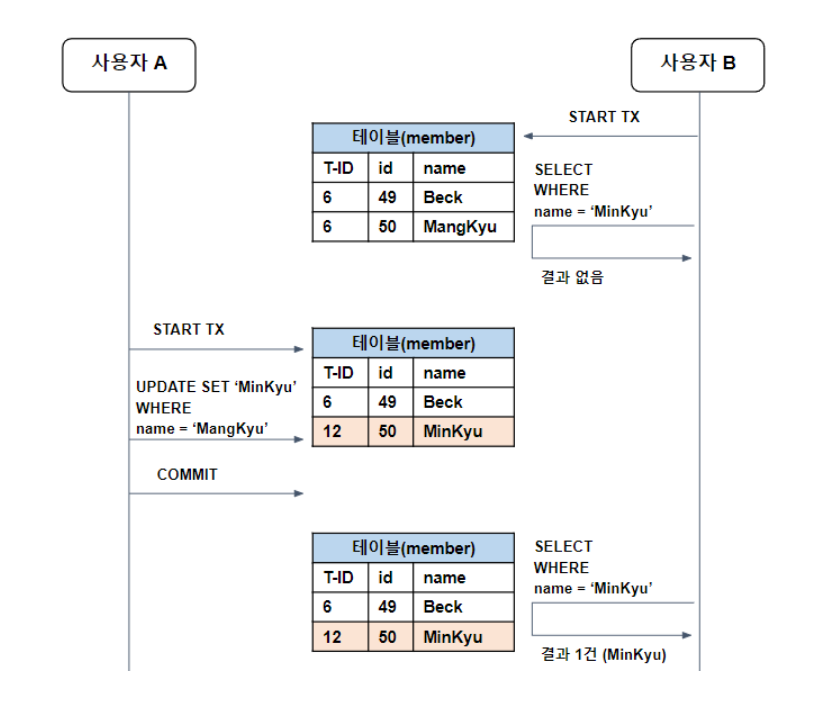 사용자 A
사용자 B
START TX
테이블(member)
T-ID id name
6 49 Beck
6 50 MangKyu
SELECT
WHERE
name = ‘MinKyu’
결과 없음
START TX
UPDATE SET ‘MinKyu’
WHERE
name = ‘MangKyu’
테이블(member)
T-ID id name
6 49 Beck
12 50 MinKyu
COMMIT
테이블(member)
T-ID id name
6 49 Beck
12 50 MinKyu
SELECT
WHERE
name = ‘MinKyu’
결과 1건 (MinKyu)